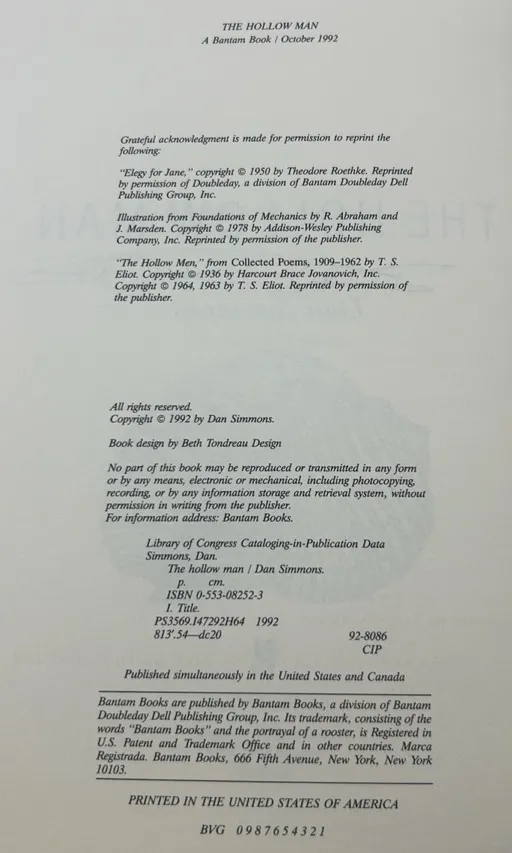 THE HOLLOW MAN
A Bantam Book / October 1992
Grateful acknowledgment is made for permission to reprint the
following:
"Elegy for Jane," copyright © 1950 by Theodore Roethke. Reprinted
by permission of Doubleday, a division of Bantam Doubleday Dell
Publishing Group, Inc.
Illustration from Foundations of Mechanics by R. Abraham and
J. Marsden. Copyright © 1978 by Addison-Wesley Publishing
Company, Inc. Reprinted by permission of the publisher.
"The Hollow Men," from Collected Poems, 1909–1962 by T. S.
Eliot. Copyright © 1936 by Harcourt Brace Jovanovich, Inc.
Copyright © 1964, 1963 by T. S. Eliot. Reprinted by permission of
the publisher.
All rights reserved.
Copyright © 1992 by Dan Simmons.
Book design by Beth Tondreau Design
No part of this book may be reproduced or transmitted in any form
or by any means, electronic or mechanical, including photocopying,
recording, or by any information storage and retrieval system, without
permission in writing from the publisher.
For information address: Bantam Books.
Library of Congress Cataloging-in-Publication Data
Simmons, Dan.
The hollow man / Dan Simmons.
p. cm.
ISBN 0-553-08252-3
I. Title.
PS3569.I47292H64 1992
813'.54—dc20 92-8086
CIP
Published simultaneously in the United States and Canada
Bantam Books are published by Bantam Books, a division of Bantam
Doubleday Dell Publishing Group, Inc. Its trademark, consisting of the
words "Bantam Books" and the portrayal of a rooster, is Registered in
U.S. Patent and Trademark Office and in other countries. Marca
Registrada. Bantam Books, 666 Fifth Avenue, New York, New York
10103.
PRINTED IN THE UNITED STATES OF AMERICA
BVG 0987654321